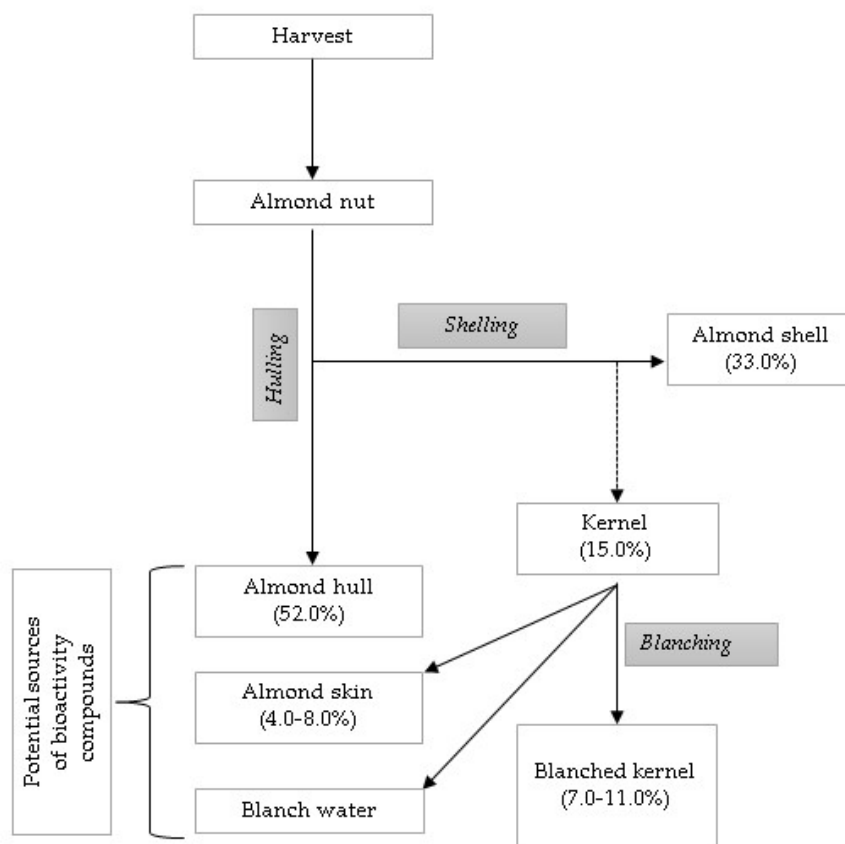 Harvest
Almond nut
Hulling
Shelling
Almond shell
(33.0%)
Kernel
(15.0%)
Almond hull
(52.0%)
Blanching
Potential sources
of bioactivity
compounds
Almond skin
(4.0-8.0%)
Blanched kernel
(7.0-11.0%)
Blanch water